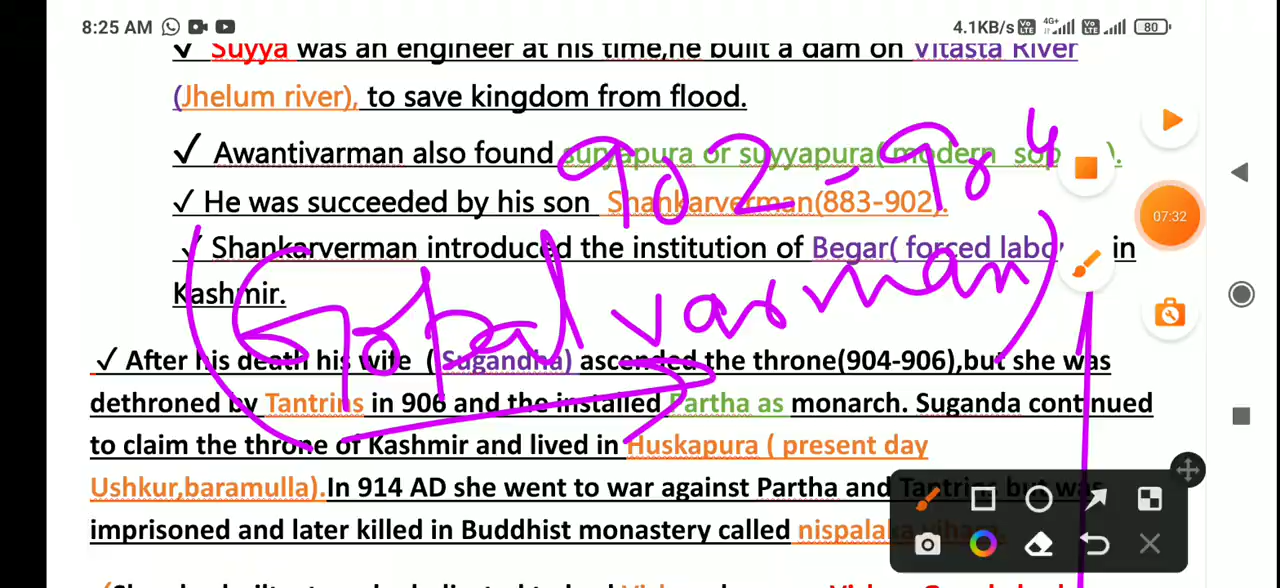 8:25 AM 4.1KB/s 4G+ 80
✓ Suyya was an engineer at his time,he built a dam on Vitasta River
(Jhelum river), to save kingdom from flood.
902-904
✓ Awantivarman also found suryapura or suyyapura( modern sop ).
✓ He was succeeded by his son Shankarverman(883-902).
07:32
✓ Shankarverman introduced the institution of Begar( forced labo in
Kashmir.
(Gopal varman)
✓ After his death his wife ( Sugandha) ascended the throne(904-906),but she was
dethroned by Tantrins in 906 and the installed Partha as monarch. Suganda continued
to claim the throne of Kashmir and lived in Huskapura ( present day
Ushkur,baramulla).In 914 AD she went to war against Partha and Tantrins but was
imprisoned and later killed in Buddhist monastery called nispalaka vihara.